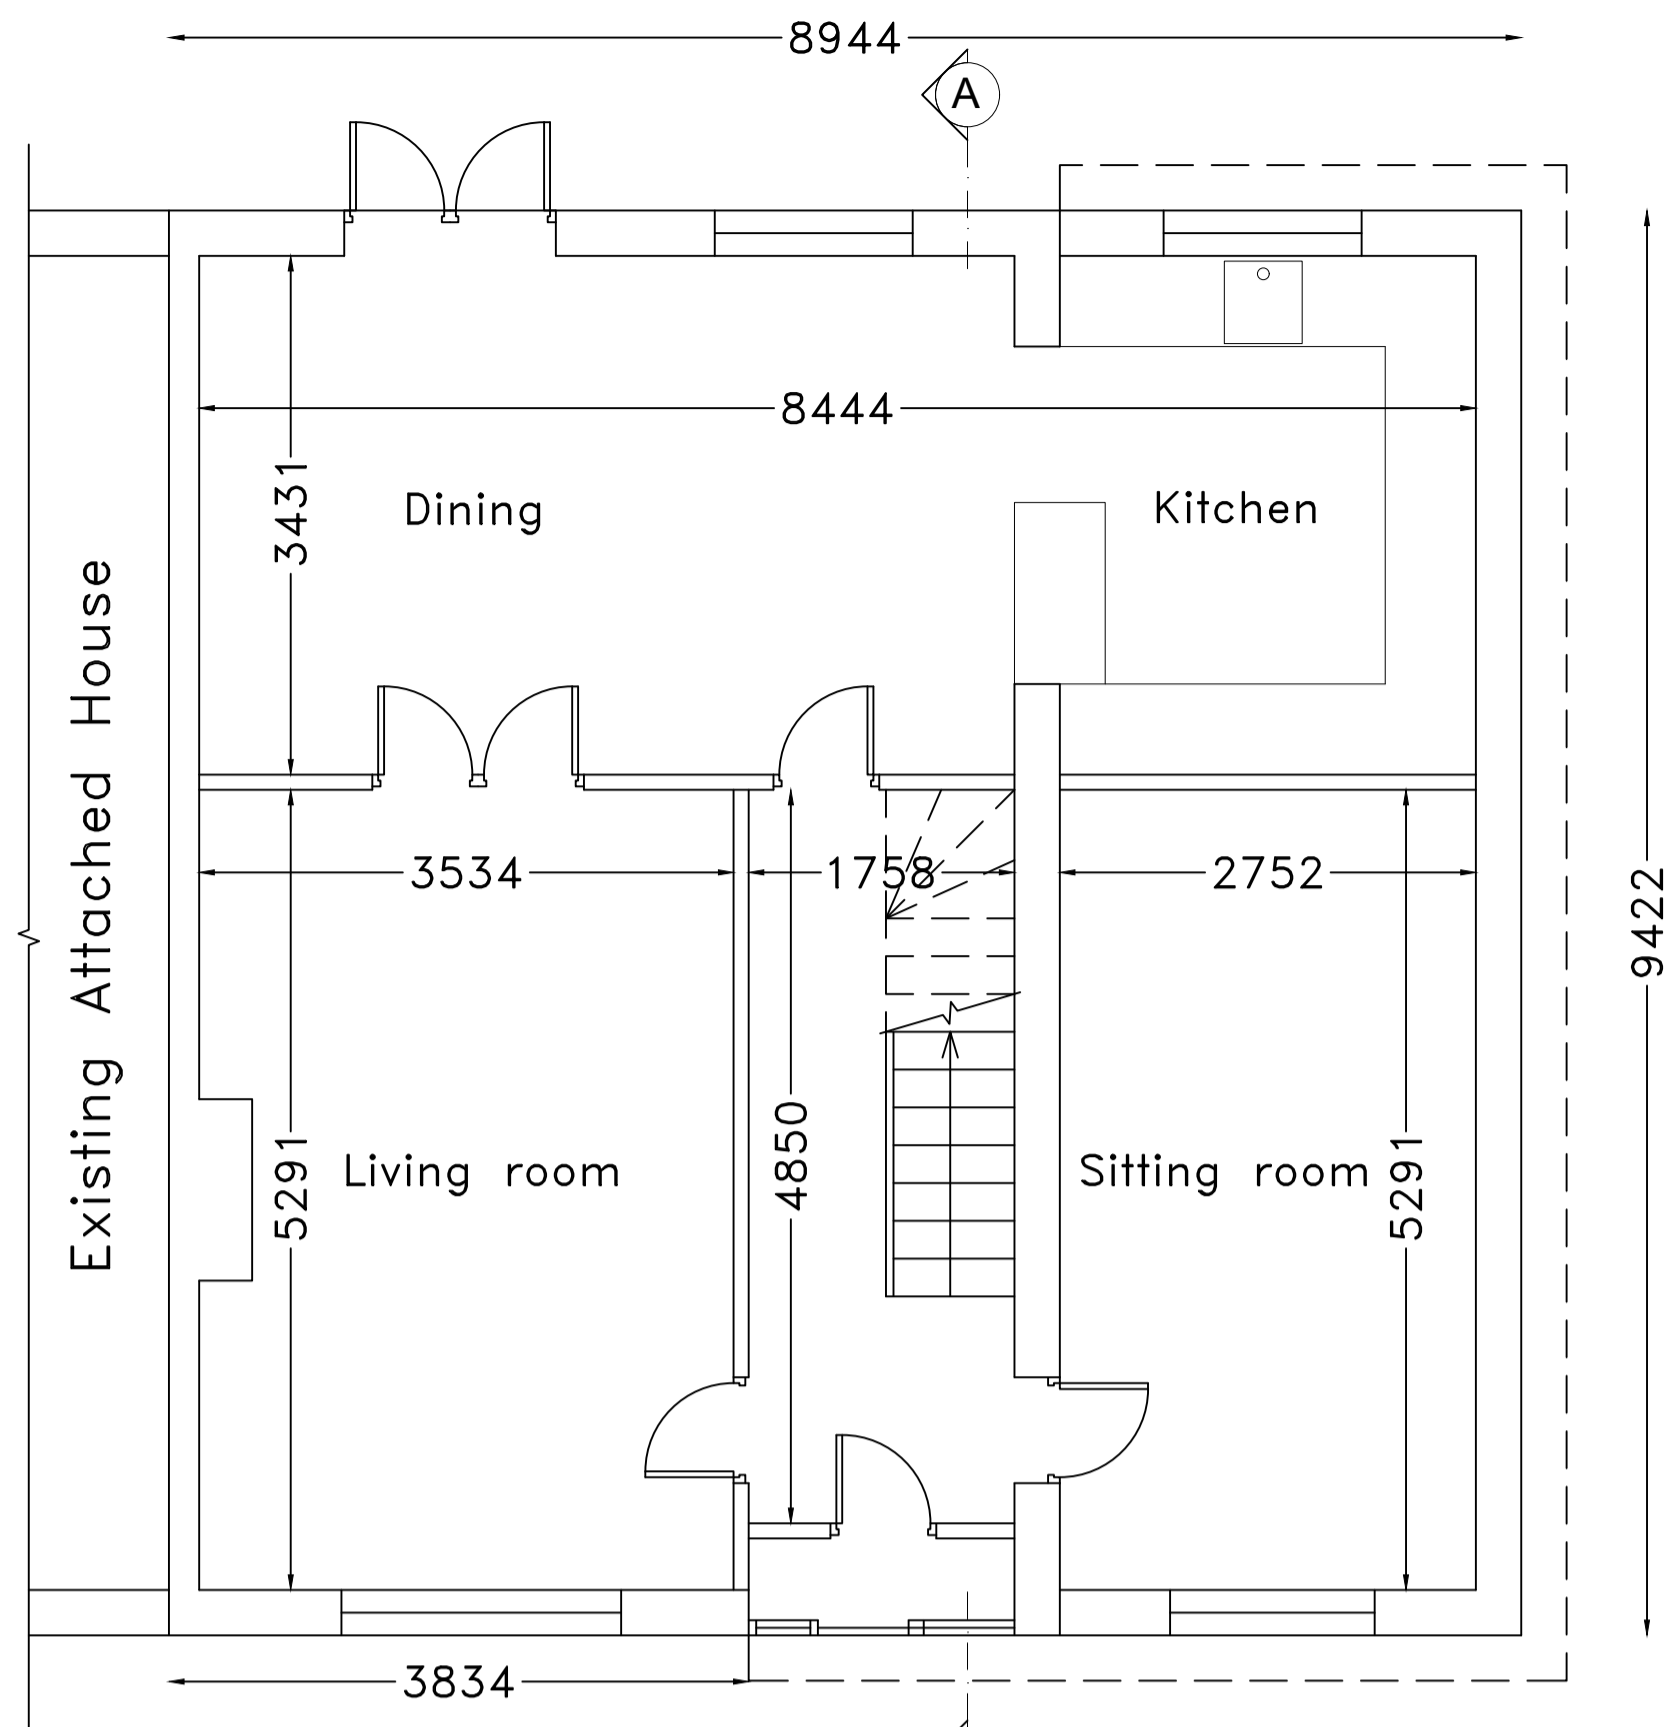 8944
A
8444
3431
Dining
Kitchen
Existing Attached House
3534
1758
2752
9422
5291
Living room
4850
Sitting room
5291
3834